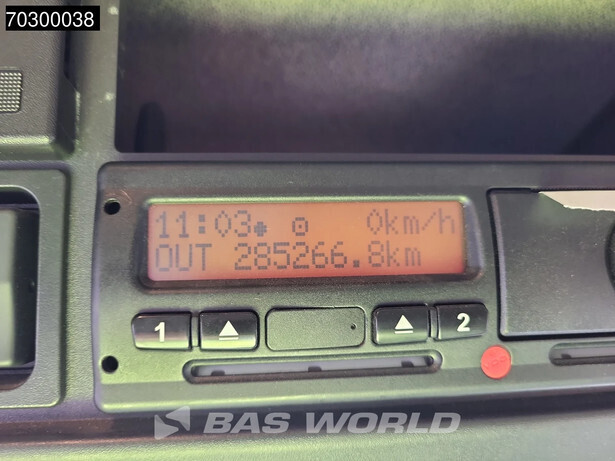 70300038
11:03 0km/h
OUT 285266.8km
1 2
BAS WORLD